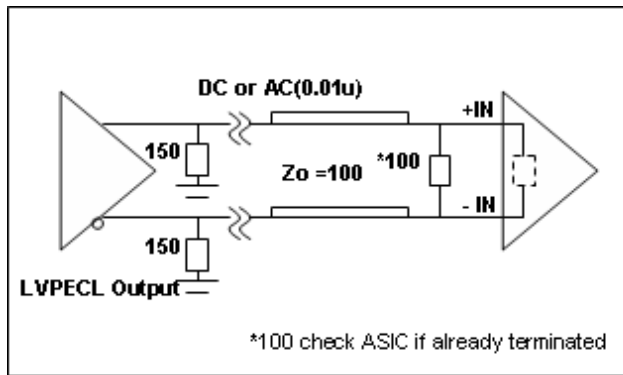 DC or AC(0.01u)
+IN
150
Zo =100
*100
- IN
150
LVPECL Output
*100 check ASIC if already terminated